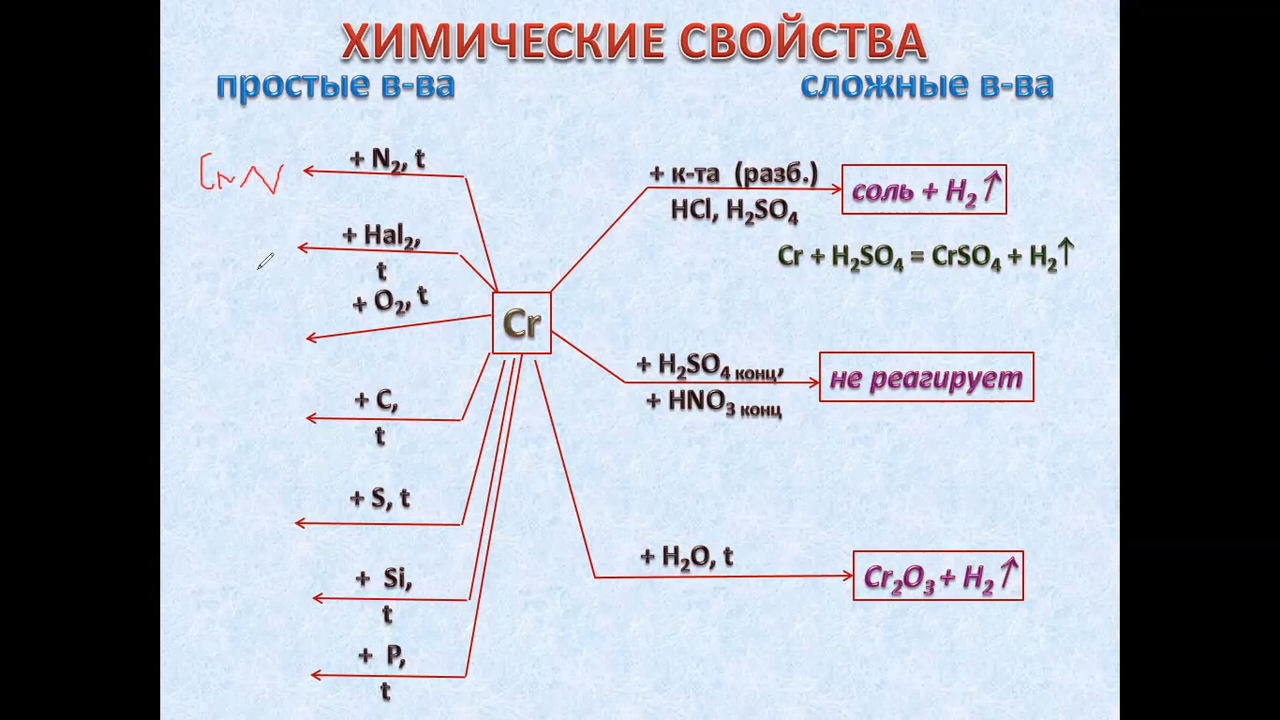 ХИМИЧЕСКИЕ СВОЙСТВА
простые в-ва
сложные в-ва
CrN
+ N₂, t
+ Hal₂,
t
+ O₂, t
+ C,
t
+ S, t
+ Si,
t
+ P,
t
Cr
+ к-та (разб.)
HCl, H₂SO₄
соль + H₂↑
Cr + H₂SO₄ = CrSO₄ + H₂↑
+ H₂SO₄ конц,
+ HNO₃ конц
не реагирует
+ H₂O, t
Cr₂O₃ + H₂↑